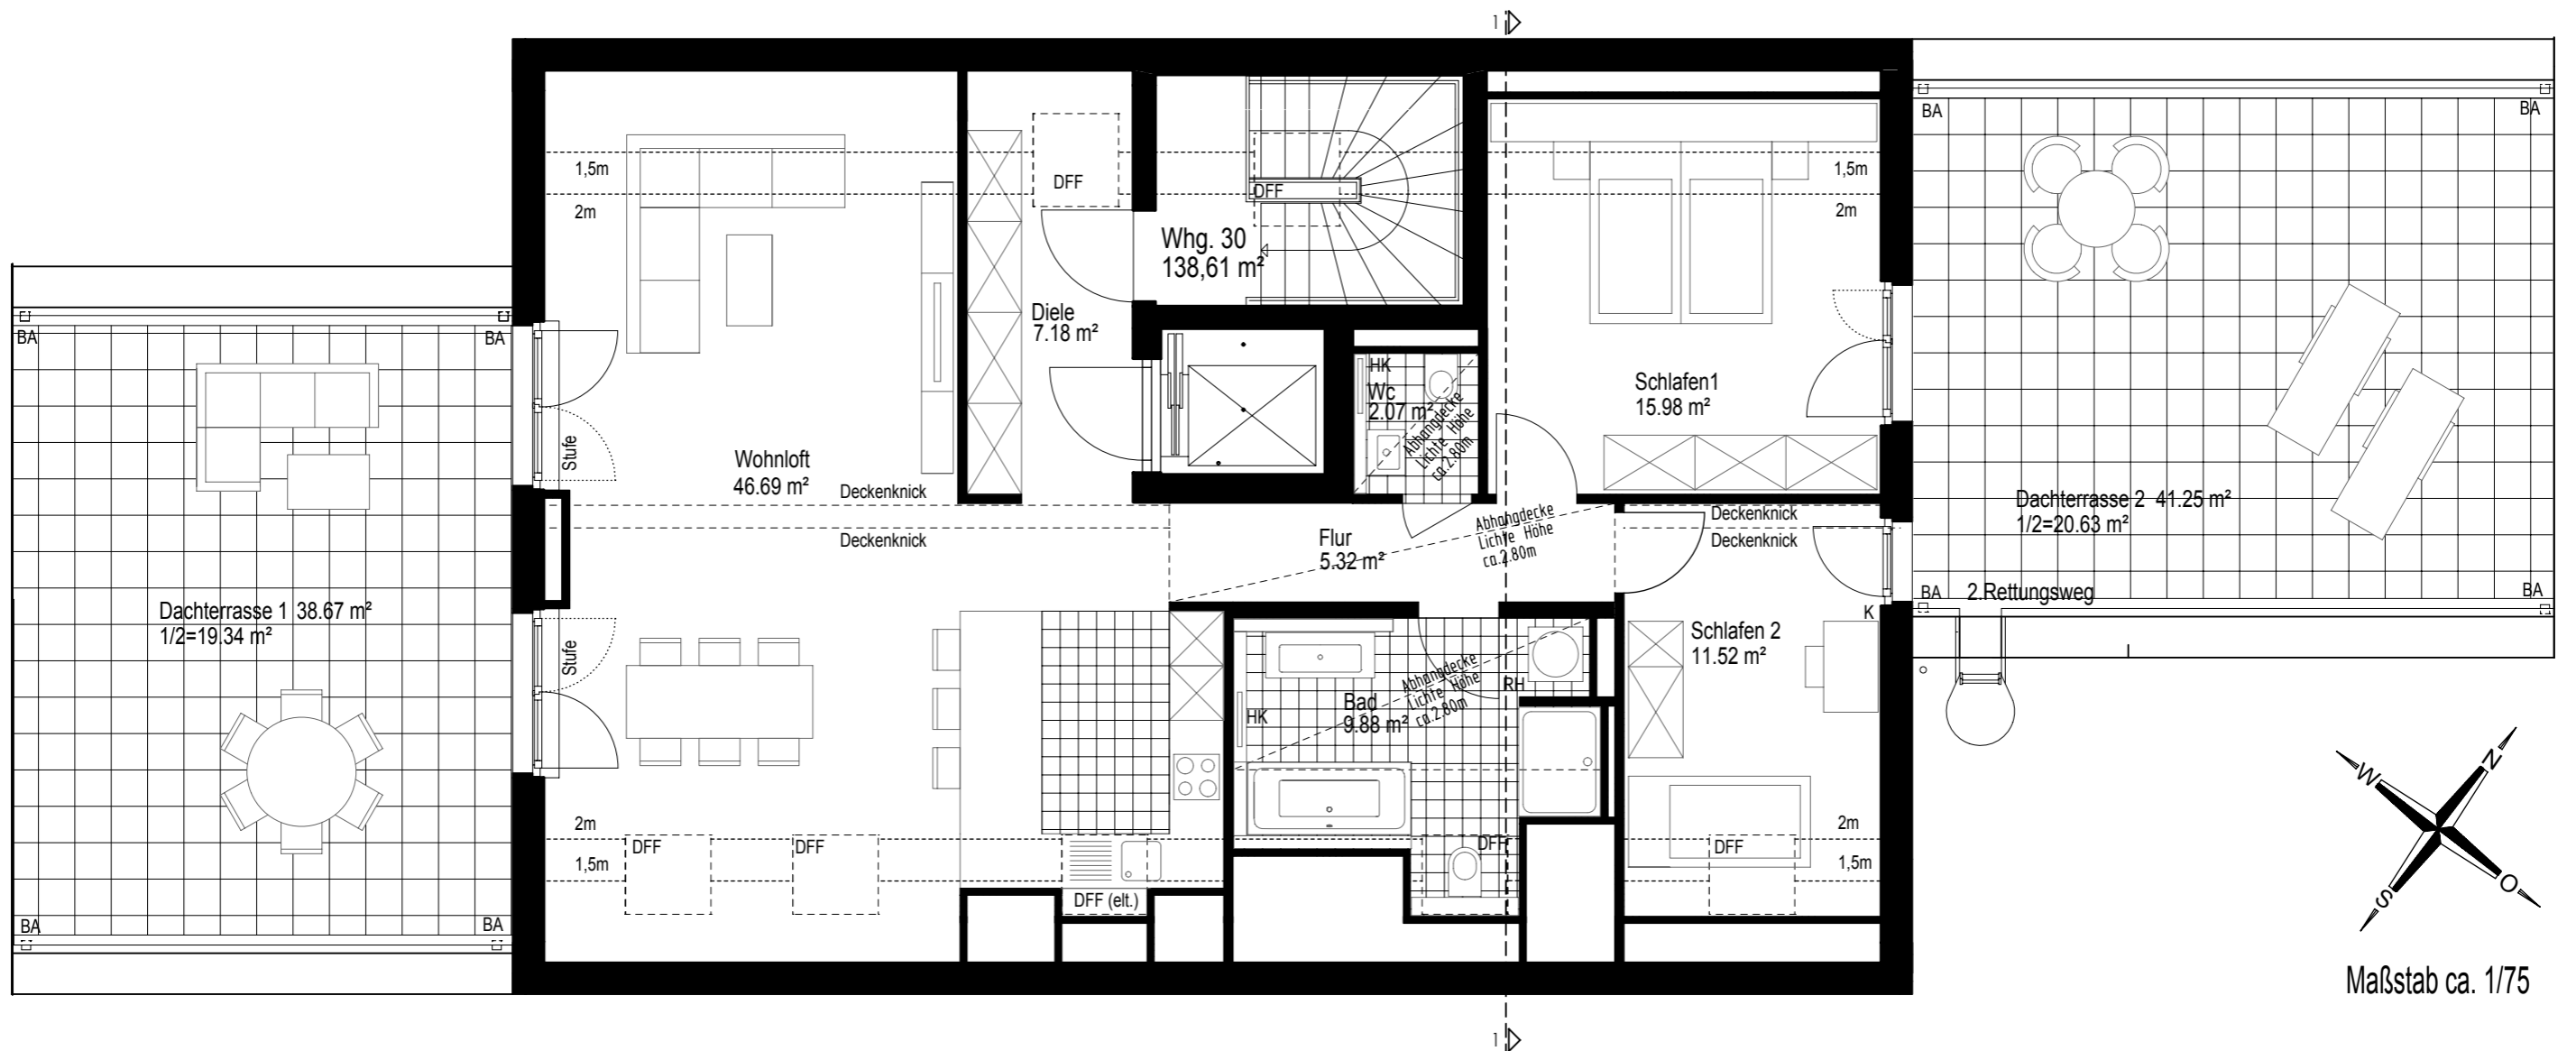 1
BA
BA
1,5m
2m
DFF
DFF
Whg. 30
138,61 m²
1,5m
2m
BA
BA
Diele
7.18 m²
HK
Wc
2.07 m²
Abhangdecke
Lichte Höhe
ca.2.80m
Schlafen1
15.98 m²
Stufe
Wohnloft
46.69 m²
Deckenknick
Deckenknick
Flur
5.32 m²
Abhangdecke
Lichte Höhe
ca.2.80m
Deckenknick
Deckenknick
Dachterrasse 2 41.25 m²
1/2=20.63 m²
BA
2.Rettungsweg
BA
Dachterrasse 1 38.67 m²
1/2=19.34 m²
Stufe
K
Schlafen 2
11.52 m²
HK
Bad
9.88 m²
Abhangdecke
Lichte Höhe
ca.2.80m
RH
2m
1,5m
DFF
DFF
DFF (elt.)
DFF
DFF
2m
1,5m
BA
BA
N
W
O
S
Maßstab ca. 1/75
1